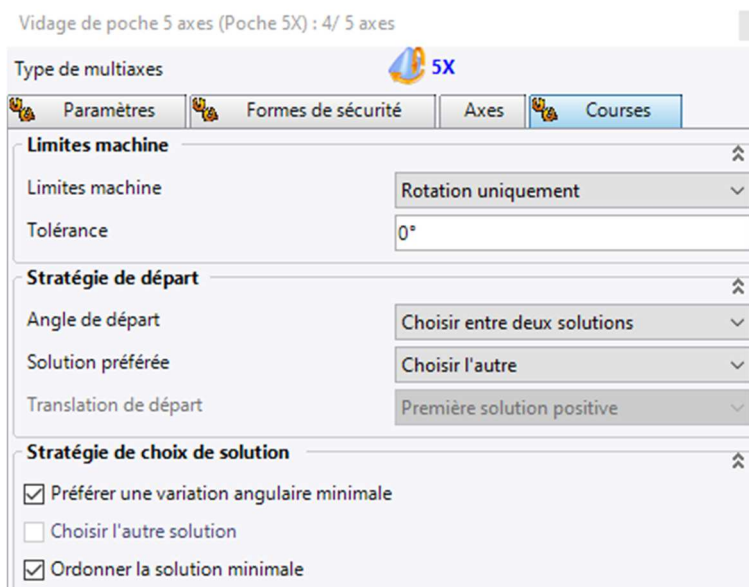 Vidage de poche 5 axes (Poche 5X) : 4/ 5 axes
Type de multiaxes 5X
Paramètres Formes de sécurité Axes Courses
Limites machine
Limites machine Rotation uniquement
Tolérance 0°
Stratégie de départ
Angle de départ Choisir entre deux solutions
Solution préférée Choisir l'autre
Translation de départ Première solution positive
Stratégie de choix de solution
Préférer une variation angulaire minimale
Choisir l'autre solution
Ordonner la solution minimale